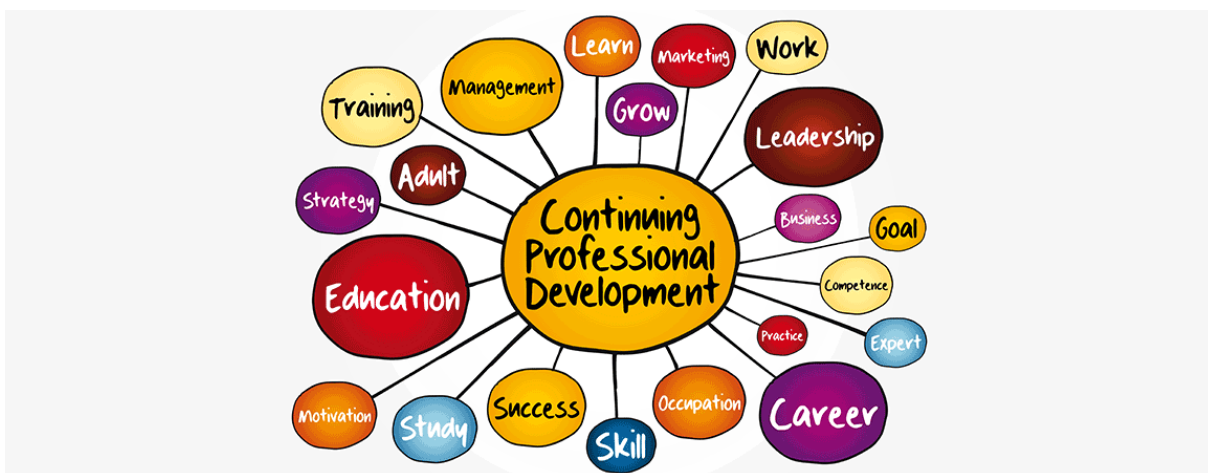 Learn
Marketing
Work
Management
Training
Grow
Leadership
Adult
Strategy
Continuing
Professional
Development
Business
Goal
Education
Competence
Practice
Expert
Motivation
Study
Success
Skill
Occupation
Career